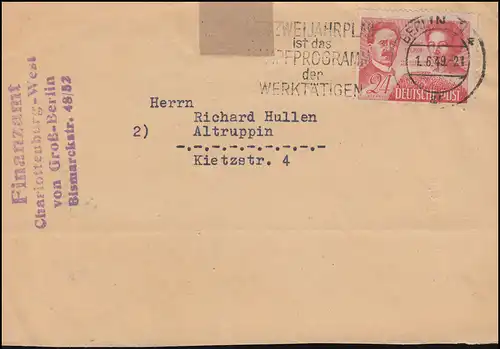 ZWEIJAHRPLAN
ist das
PROGRAMM
der
WERKTÄTIGEN
BERLIN
1.6.49.-21
24
DEUTSCHE POST
Finanzamt
Charlottenburg-West
von Groß-Berlin
Bismarckstr. 48/52
Herrn
Richard Hullen
2) Altruppin
-.-.-.-.-.-.-.-.-
Kietzstr. 4